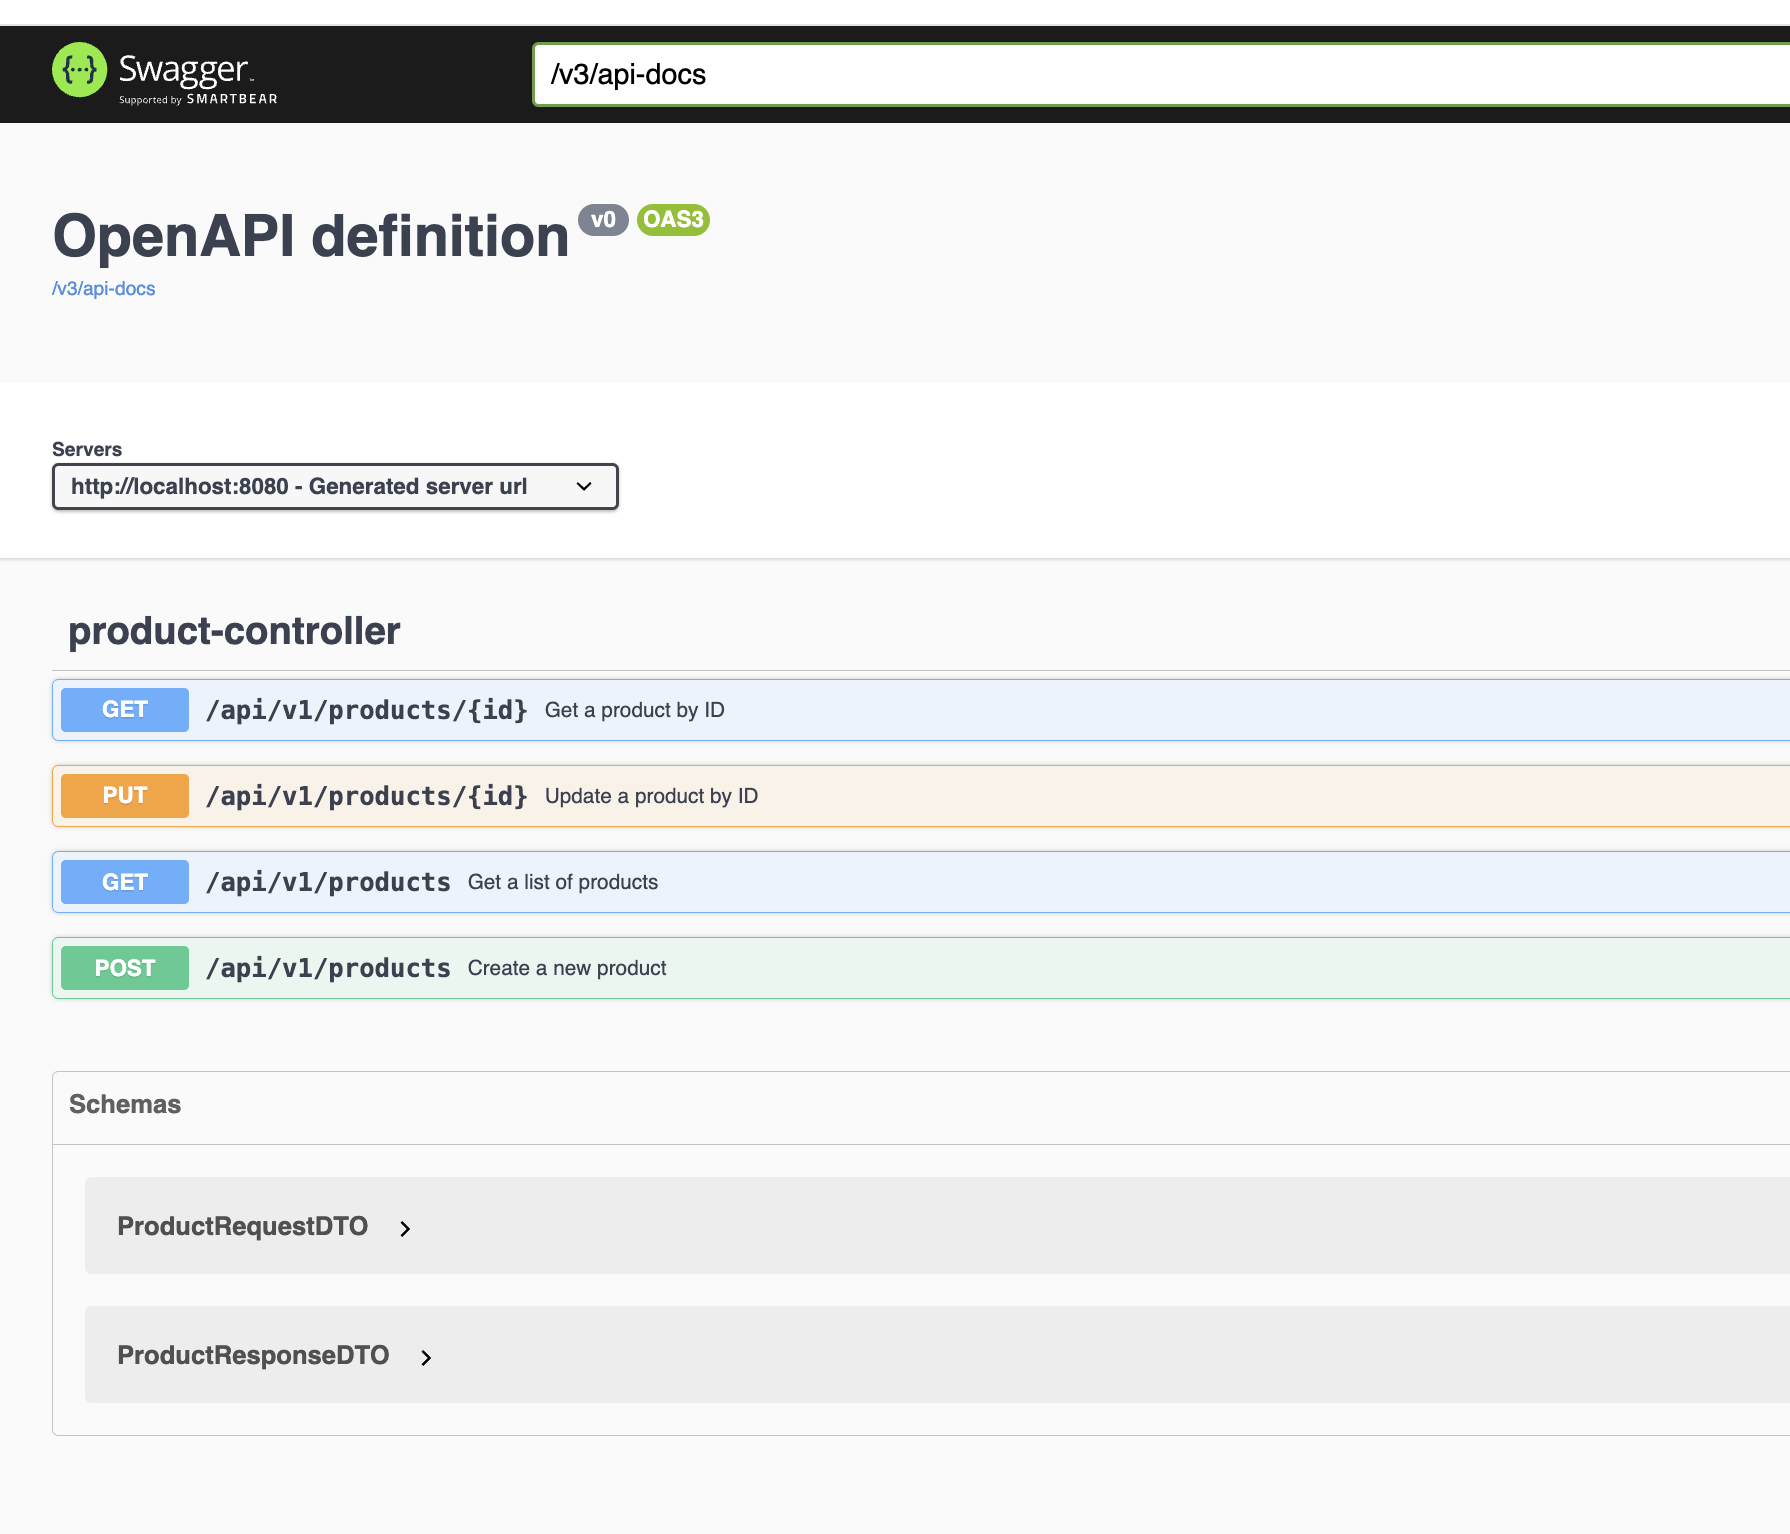 {...} Swagger
Supported by SMARTBEAR
/v3/api-docs
OpenAPI definition v0 OAS3
/v3/api-docs
Servers
http://localhost:8080 - Generated server url
product-controller
GET /api/v1/products/{id} Get a product by ID
PUT /api/v1/products/{id} Update a product by ID
GET /api/v1/products Get a list of products
POST /api/v1/products Create a new product
Schemas
ProductRequestDTO
ProductResponseDTO